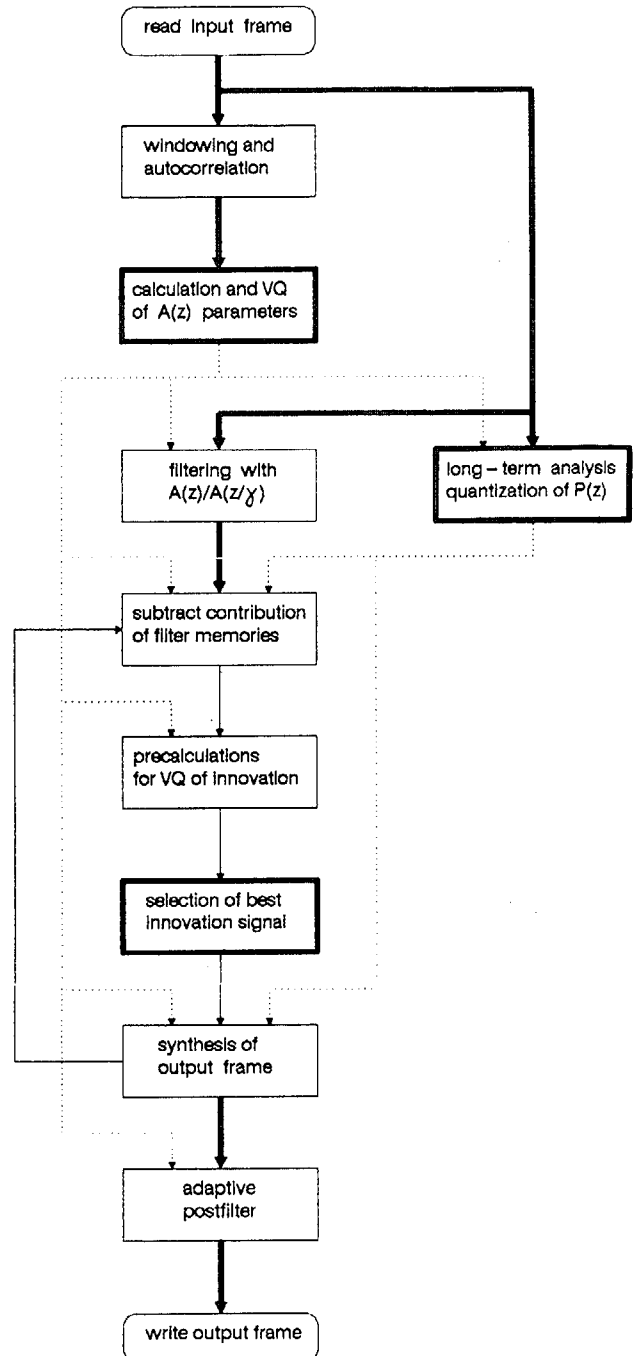 read input frame
windowing and
autocorrelation
calculation and VQ
of A(z) parameters
filtering with
A(z)/A(z/γ)
long – term analysis
quantization of P(z)
subtract contribution
of filter memories
precalculations
for VQ of innovation
selection of best
innovation signal
synthesis of
output frame
adaptive
postfilter
write output frame